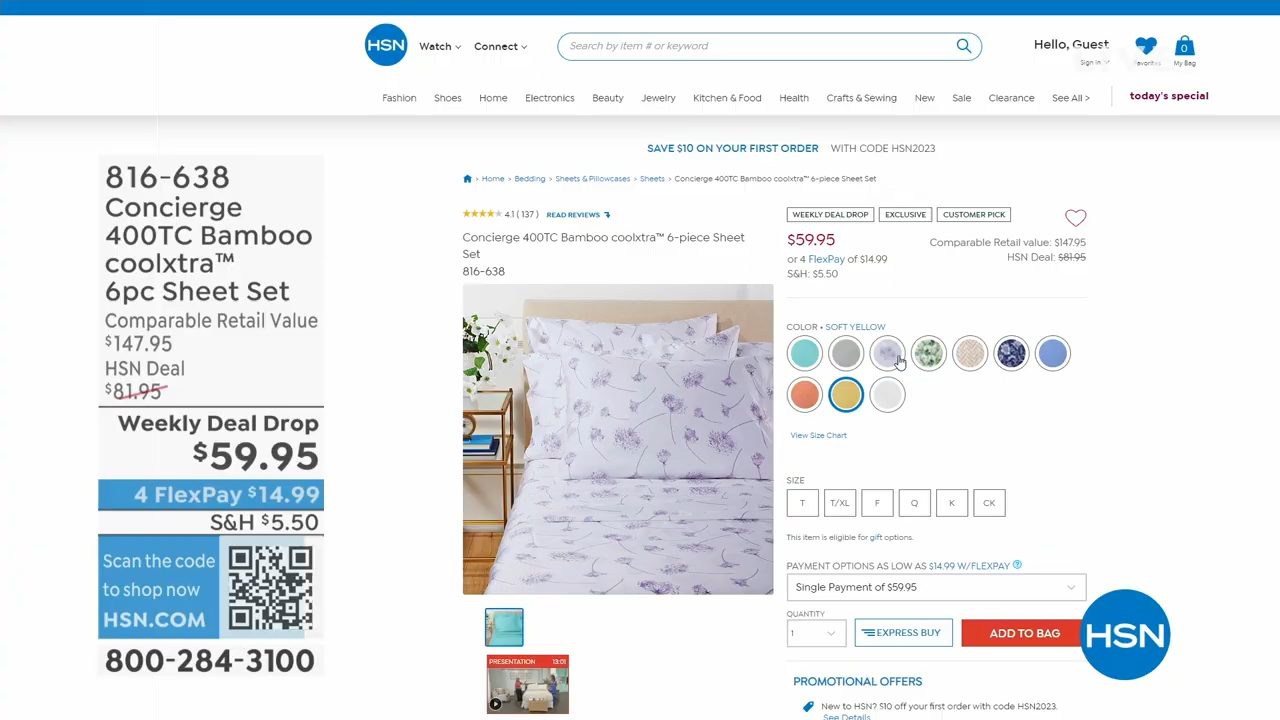 HSN
Watch
Connect
Search by item # or keyword
Hello, Guest
Sign In
Favorites
0
My Bag
Fashion
Shoes
Home
Electronics
Beauty
Jewelry
Kitchen & Food
Health
Crafts & Sewing
New
Sale
Clearance
See All >
today's special
SAVE $10 ON YOUR FIRST ORDER WITH CODE HSN2023
Home > Bedding > Sheets & Pillowcases > Sheets > Concierge 400TC Bamboo coolxtra™ 6-piece Sheet Set
816-638
Concierge
400TC Bamboo
coolxtra™
6pc Sheet Set
Comparable Retail Value
$147.95
HSN Deal
$81.95
Weekly Deal Drop
$59.95
4 FlexPay $14.99
S&H $5.50
Scan the code
to shop now
HSN.COM
800-284-3100
4.1 ( 137 ) READ REVIEWS
Concierge 400TC Bamboo coolxtra™ 6-piece Sheet
Set
816-638
PRESENTATION 13:01
WEEKLY DEAL DROP
EXCLUSIVE
CUSTOMER PICK
$59.95
or 4 FlexPay of $14.99
S&H: $5.50
Comparable Retail value: $147.95
HSN Deal: $81.95
COLOR • SOFT YELLOW
View Size Chart
SIZE
T
T/XL
F
Q
K
CK
This item is eligible for gift options.
PAYMENT OPTIONS AS LOW AS $14.99 W/FLEXPAY
Single Payment of $59.95
QUANTITY
1
EXPRESS BUY
ADD TO BAG
HSN
PROMOTIONAL OFFERS
New to HSN? $10 off your first order with code HSN2023.
See Details